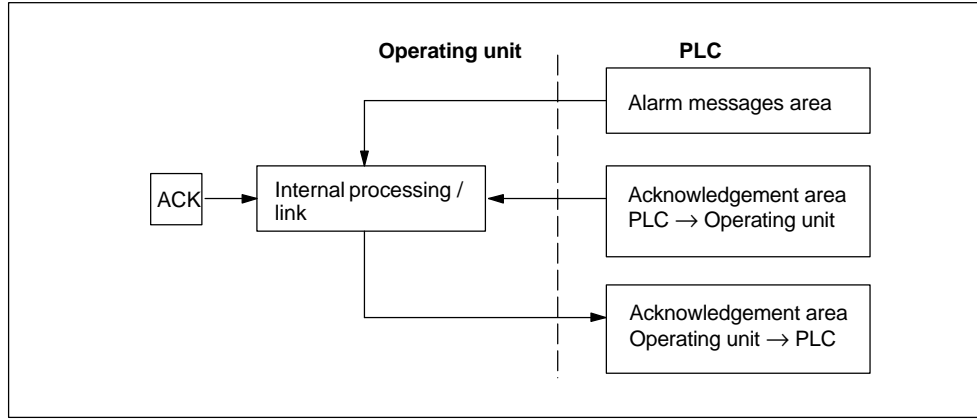 Operating unit
PLC
Alarm messages area
ACK
Internal processing /
link
Acknowledgement area
PLC → Operating unit
Acknowledgement area
Operating unit → PLC